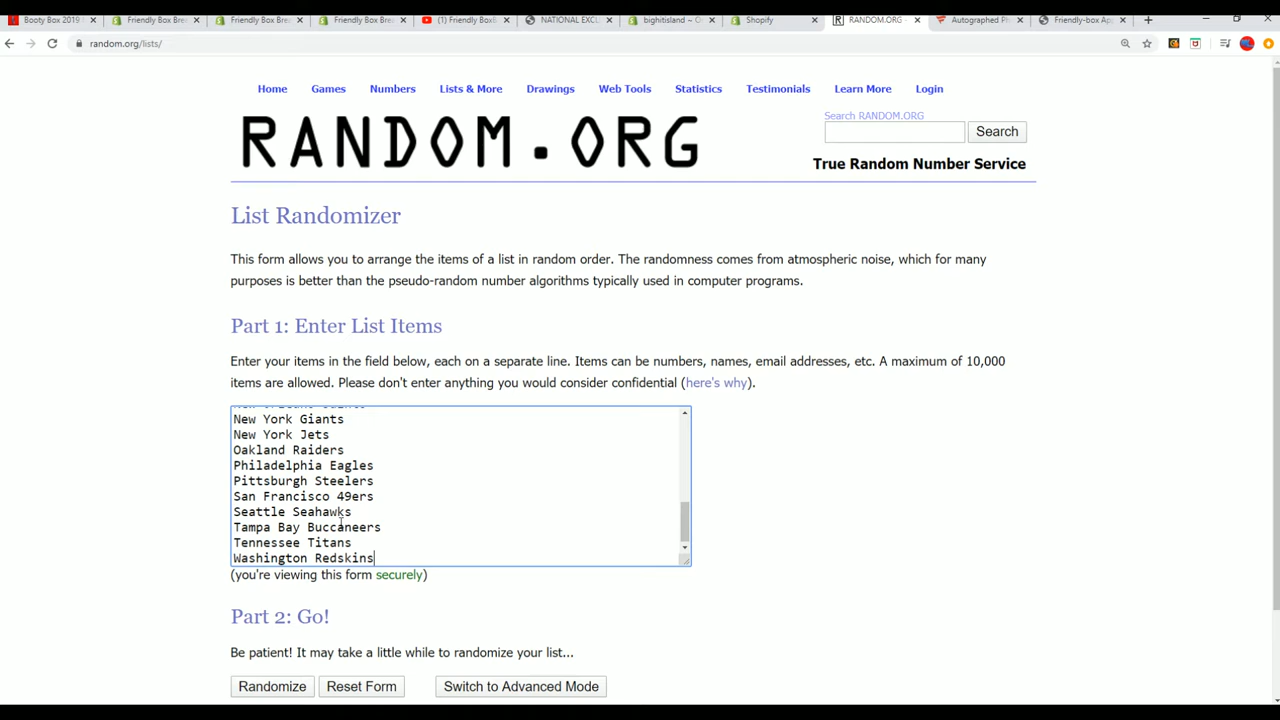 Booty Box 2019
Friendly Box Bre
Friendly Box Bre
Friendly Box Bre
(1) Friendly BoxB
NATIONAL EXCL
bighitisland ~ O
Shopify
RANDOM.ORG
Autographed Ph
Friendly-box Ap
random.org/lists/
Home Games Numbers Lists & More Drawings Web Tools Statistics Testimonials Learn More Login
RANDOM.ORG
Search RANDOM.ORG
Search
True Random Number Service
List Randomizer
This form allows you to arrange the items of a list in random order. The randomness comes from atmospheric noise, which for many
purposes is better than the pseudo-random number algorithms typically used in computer programs.
Part 1: Enter List Items
Enter your items in the field below, each on a separate line. Items can be numbers, names, email addresses, etc. A maximum of 10,000
items are allowed. Please don't enter anything you would consider confidential (here's why).
New York Giants
New York Jets
Oakland Raiders
Philadelphia Eagles
Pittsburgh Steelers
San Francisco 49ers
Seattle Seahawks
Tampa Bay Buccaneers
Tennessee Titans
Washington Redskins
(you're viewing this form securely)
Part 2: Go!
Be patient! It may take a little while to randomize your list...
Randomize Reset Form Switch to Advanced Mode